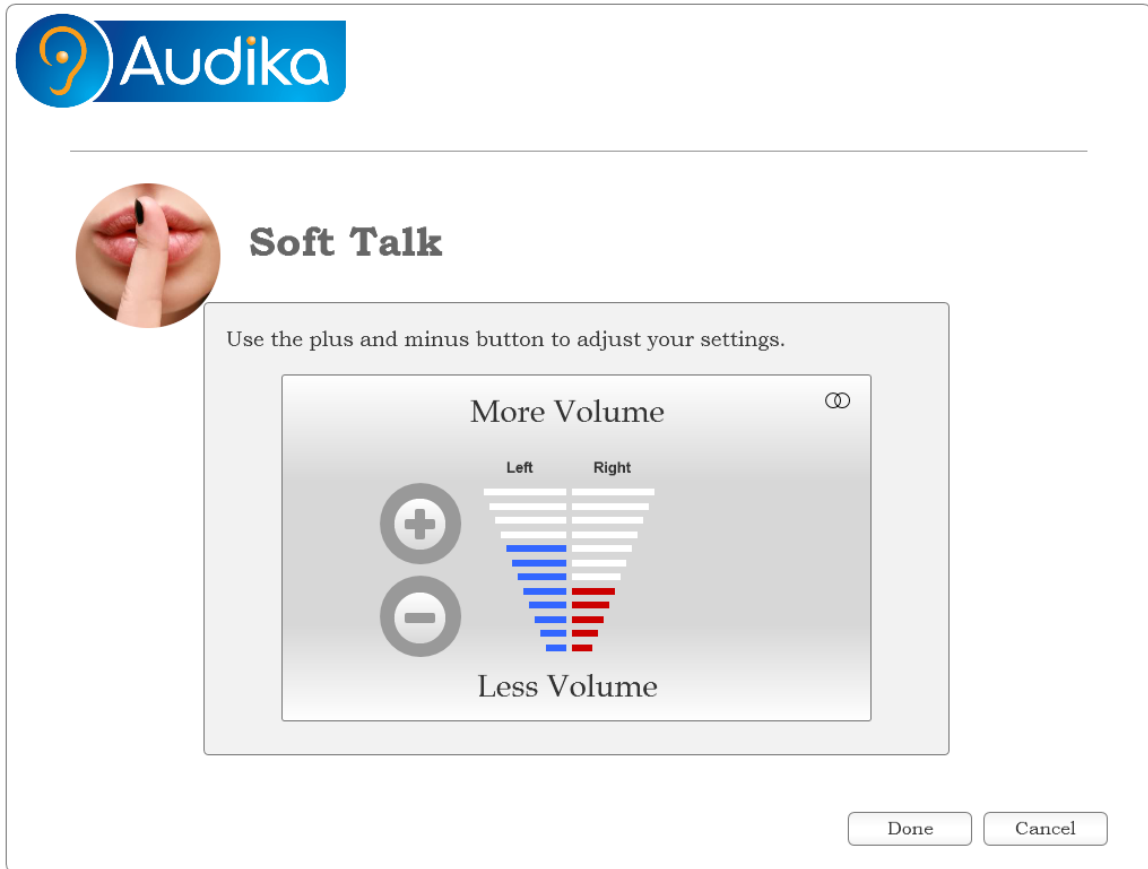 Audika
Soft Talk
Use the plus and minus button to adjust your settings.
More Volume
Left Right
Less Volume
Done Cancel